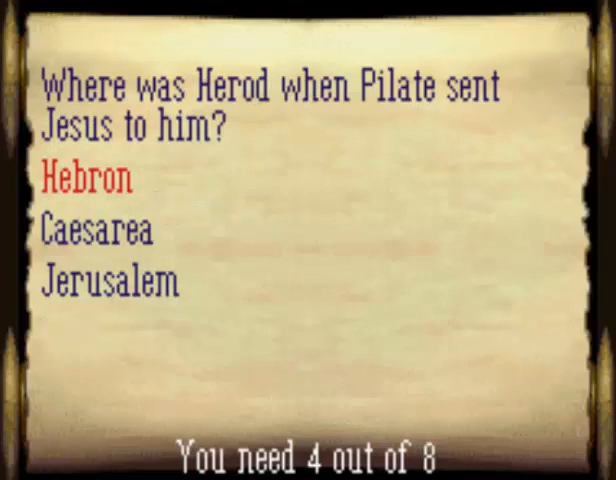 Where was Herod when Pilate sent
Jesus to him?
Hebron
Caesarea
Jerusalem
You need 4 out of 8